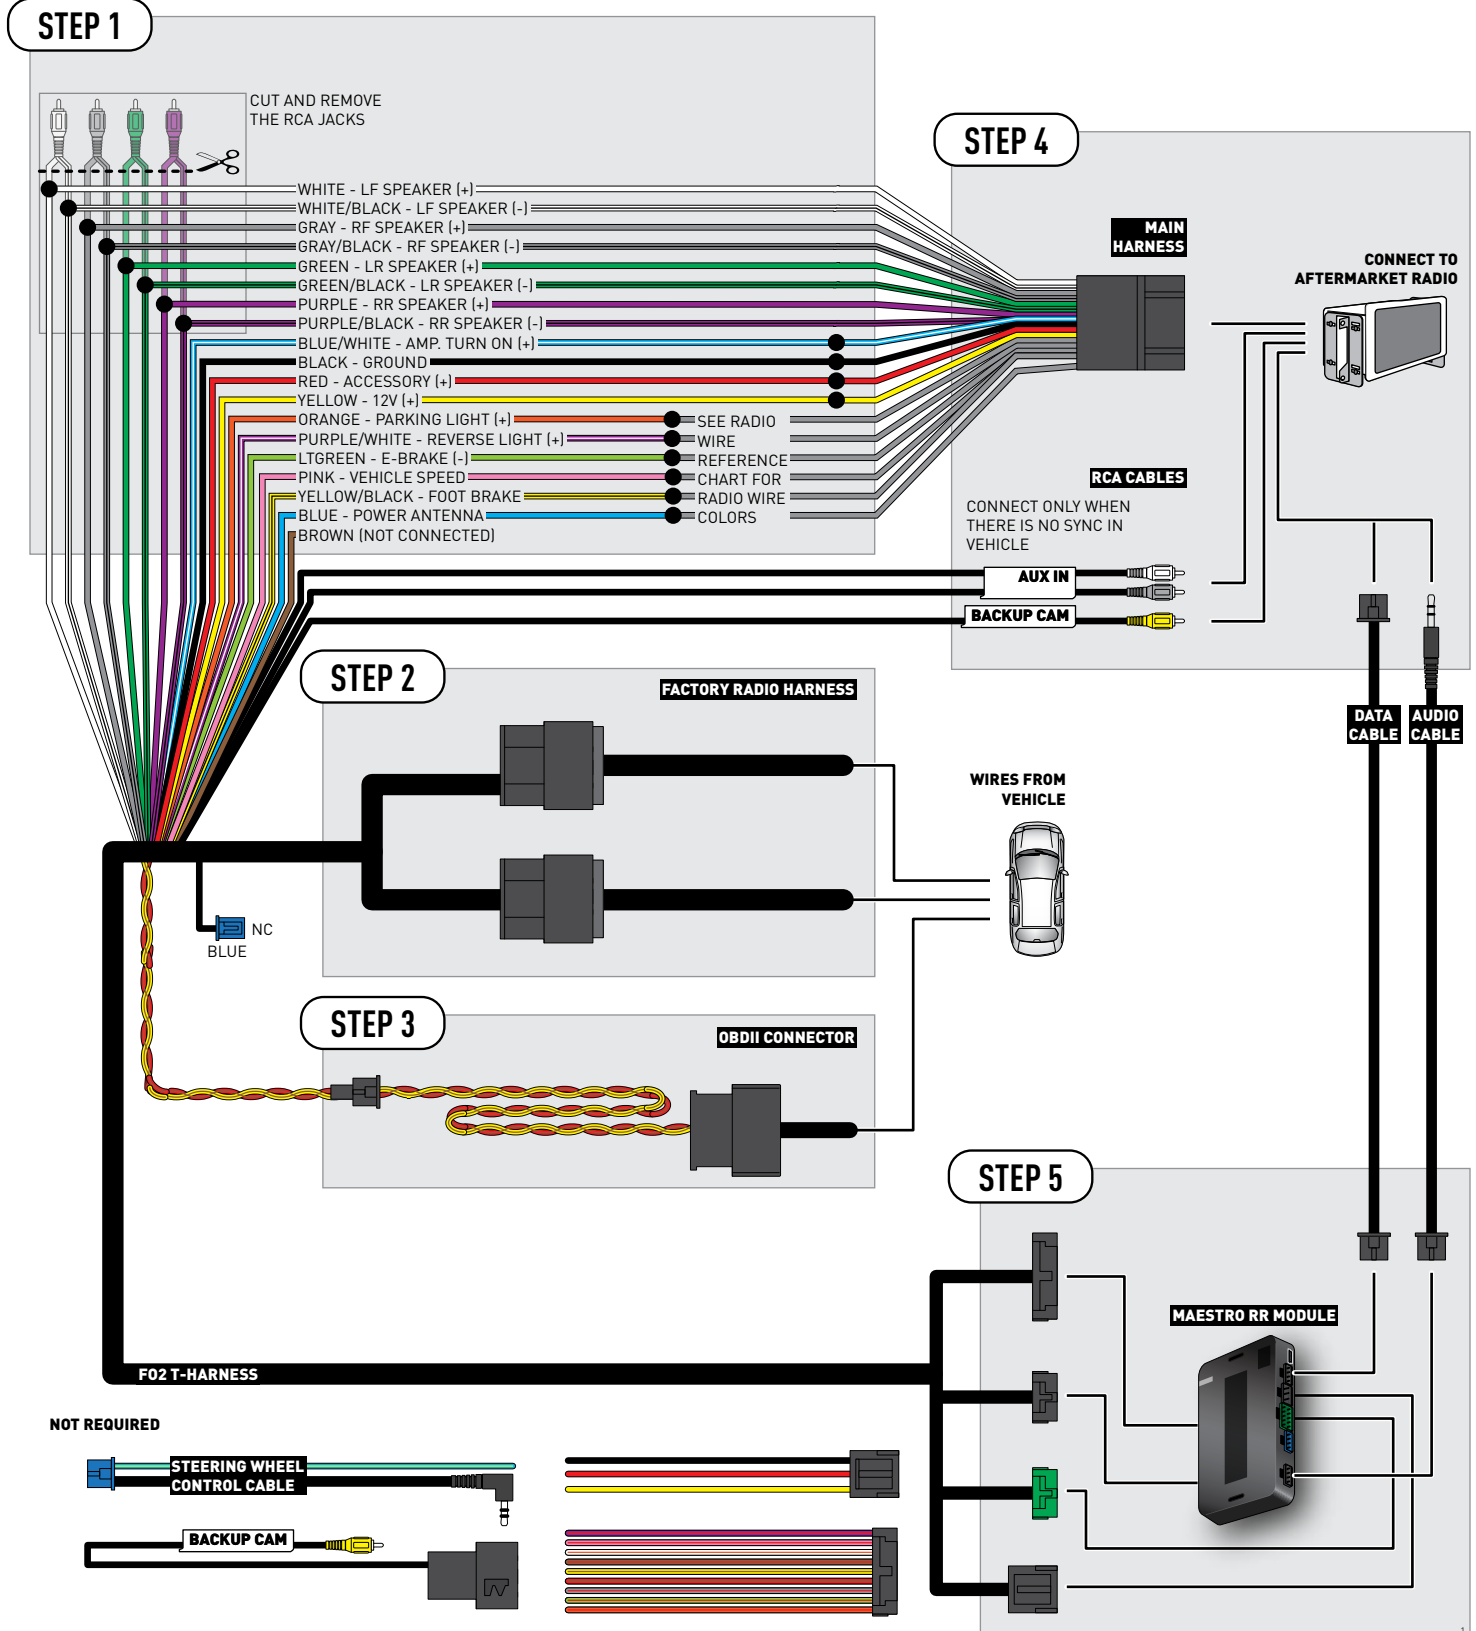 STEP 1
CUT AND REMOVE
THE RCA JACKS
WHITE - LF SPEAKER (+)
WHITE/BLACK - LF SPEAKER (-)
GRAY - RF SPEAKER (+)
GRAY/BLACK - RF SPEAKER (-)
GREEN - LR SPEAKER (+)
GREEN/BLACK - LR SPEAKER (-)
PURPLE - RR SPEAKER (+)
PURPLE/BLACK - RR SPEAKER (-)
BLUE/WHITE - AMP. TURN ON (+)
BLACK - GROUND
RED - ACCESSORY (+)
YELLOW - 12V (+)
ORANGE - PARKING LIGHT (+)
PURPLE/WHITE - REVERSE LIGHT (+)
LTGREEN - E-BRAKE (-)
PINK - VEHICLE SPEED
YELLOW/BLACK - FOOT BRAKE
BLUE - POWER ANTENNA
BROWN (NOT CONNECTED)
SEE RADIO
WIRE
REFERENCE
CHART FOR
RADIO WIRE
COLORS
STEP 4
MAIN
HARNESS
CONNECT TO
AFTERMARKET RADIO
RCA CABLES
CONNECT ONLY WHEN
THERE IS NO SYNC IN
VEHICLE
AUX IN
BACKUP CAM
DATA
CABLE
AUDIO
CABLE
STEP 2
FACTORY RADIO HARNESS
WIRES FROM
VEHICLE
NC
BLUE
STEP 3
OBDII CONNECTOR
STEP 5
MAESTRO RR MODULE
FO2 T-HARNESS
NOT REQUIRED
STEERING WHEEL
CONTROL CABLE
BACKUP CAM
1